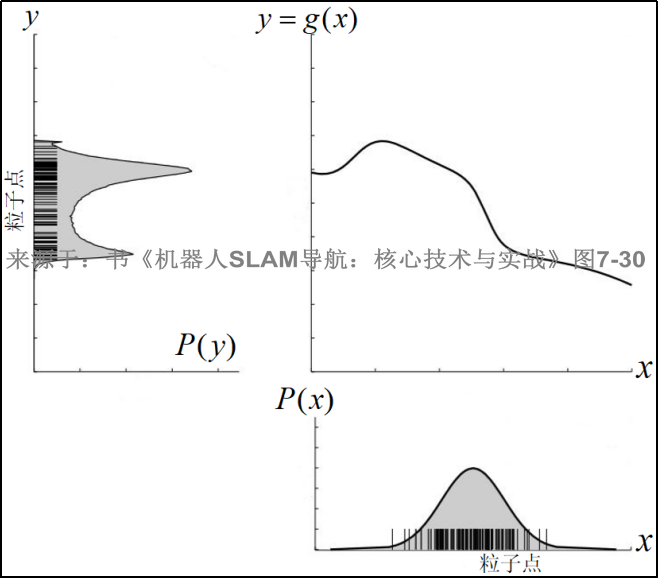 y
y = g(x)
粒子点
来源于：书《机器人SLAM导航：核心技术与实战》图7-30
P(y)
x
P(x)
x
粒子点